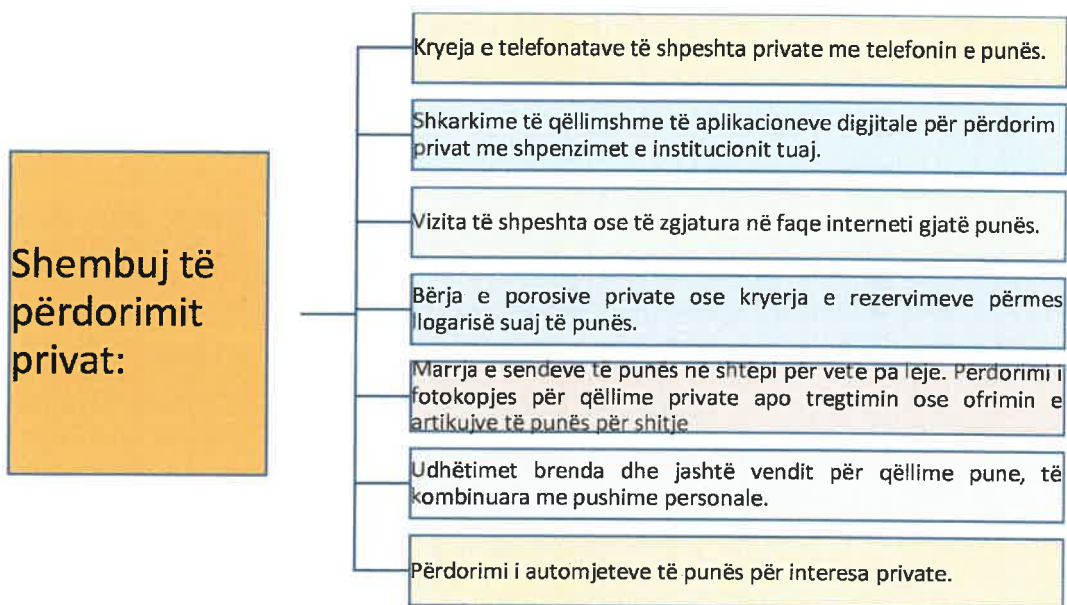 Shembuj të
përdorimit
privat:
Kryeja e telefonatave të shpeshta private me telefonin e punës.
Shkarkime të qëllimshme të aplikacioneve digjitale për përdorim
privat me shpenzimet e institucionit tuaj.
Vizita të shpeshta ose të zgjatura në faqe interneti gjatë punës.
Bërja e porosive private ose kryerja e rezervimeve përmes
llogarisë suaj të punës.
Marrja e sendeve të punës në shtëpi për vete pa leje. Përdorimi i
fotokopjes për qëllime private apo tregtimin ose ofrimin e
artikujve të punës për shitje
Udhëtimet brenda dhe jashtë vendit për qëllime pune, të
kombinuara me pushime personale.
Përdorimi i automjeteve të punës për interesa private.